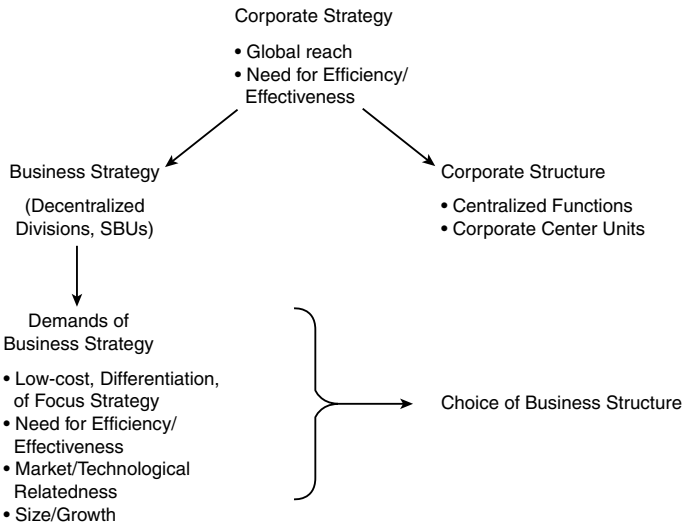 Corporate Strategy
• Global reach
• Need for Efficiency/
Effectiveness
Business Strategy
(Decentralized
Divisions, SBUs)
Corporate Structure
• Centralized Functions
• Corporate Center Units
Demands of
Business Strategy
• Low-cost, Differentiation,
of Focus Strategy
• Need for Efficiency/
Effectiveness
• Market/Technological
Relatedness
• Size/Growth
Choice of Business Structure